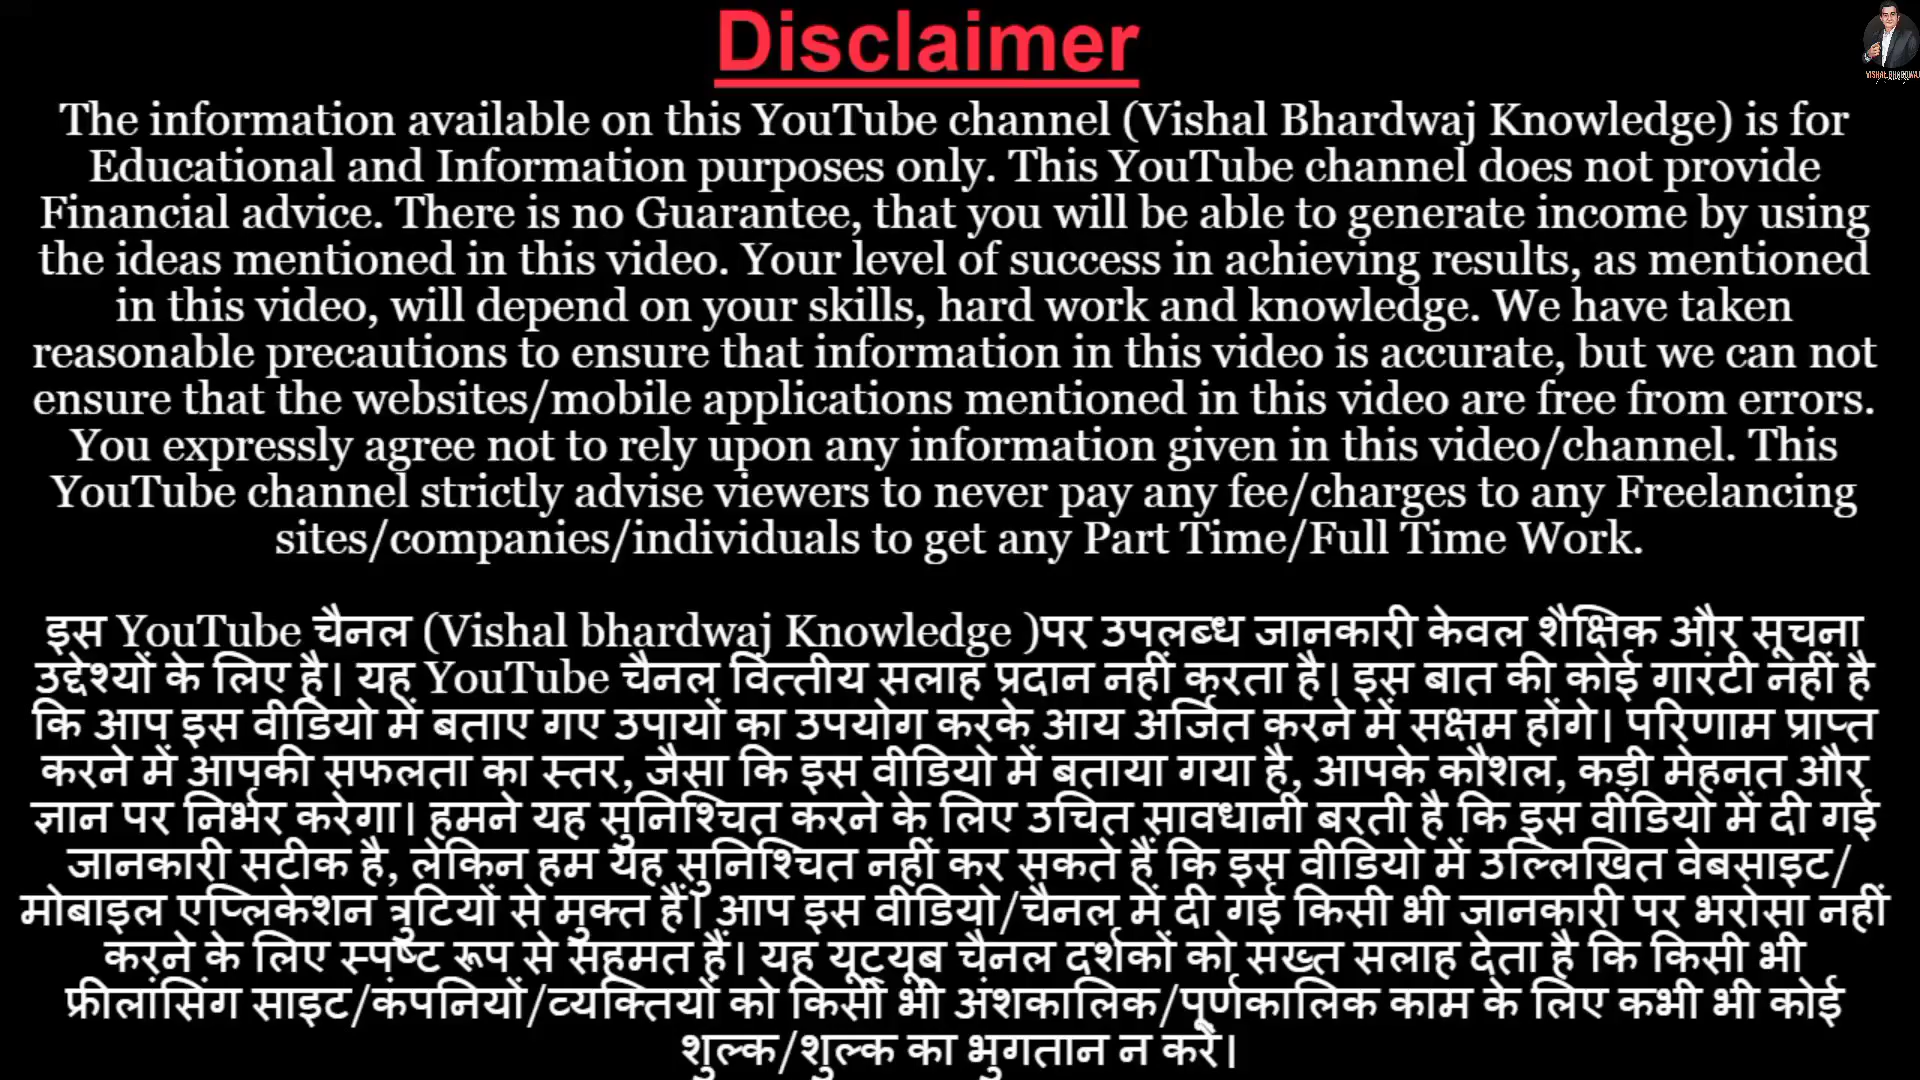 Disclaimer
VISHAL BHARDWAJ
The information available on this YouTube channel (Vishal Bhardwaj Knowledge) is for
Educational and Information purposes only. This YouTube channel does not provide
Financial advice. There is no Guarantee, that you will be able to generate income by using
the ideas mentioned in this video. Your level of success in achieving results, as mentioned
in this video, will depend on your skills, hard work and knowledge. We have taken
reasonable precautions to ensure that information in this video is accurate, but we can not
ensure that the websites/mobile applications mentioned in this video are free from errors.
You expressly agree not to rely upon any information given in this video/channel. This
YouTube channel strictly advise viewers to never pay any fee/charges to any Freelancing
sites/companies/individuals to get any Part Time/Full Time Work.
इस YouTube चैनल (Vishal bhardwaj Knowledge )पर उपलब्ध जानकारी केवल शैक्षिक और सूचना
उद्देश्यों के लिए है। यह YouTube चैनल वित्तीय सलाह प्रदान नहीं करता है। इस बात की कोई गारंटी नहीं है
कि आप इस वीडियो में बताए गए उपायों का उपयोग करके आय अर्जित करने में सक्षम होंगे। परिणाम प्राप्त
करने में आपकी सफलता का स्तर, जैसा कि इस वीडियो में बताया गया है, आपके कौशल, कड़ी मेहनत और
ज्ञान पर निर्भर करेगा। हमने यह सुनिश्चित करने के लिए उचित सावधानी बरती है कि इस वीडियो में दी गई
जानकारी सटीक है, लेकिन हम यह सुनिश्चित नहीं कर सकते हैं कि इस वीडियो में उल्लिखित वेबसाइट/
मोबाइल एप्लिकेशन त्रुटियों से मुक्त हैं। आप इस वीडियो/चैनल में दी गई किसी भी जानकारी पर भरोसा नहीं
करने के लिए स्पष्ट रूप से सहमत हैं। यह यूट्यूब चैनल दर्शकों को सख्त सलाह देता है कि किसी भी
फ्रीलांसिंग साइट/कंपनियों/व्यक्तियों को किसी भी अंशकालिक/पूर्णकालिक काम के लिए कभी भी कोई
शुल्क/शुल्क का भुगतान न करें।